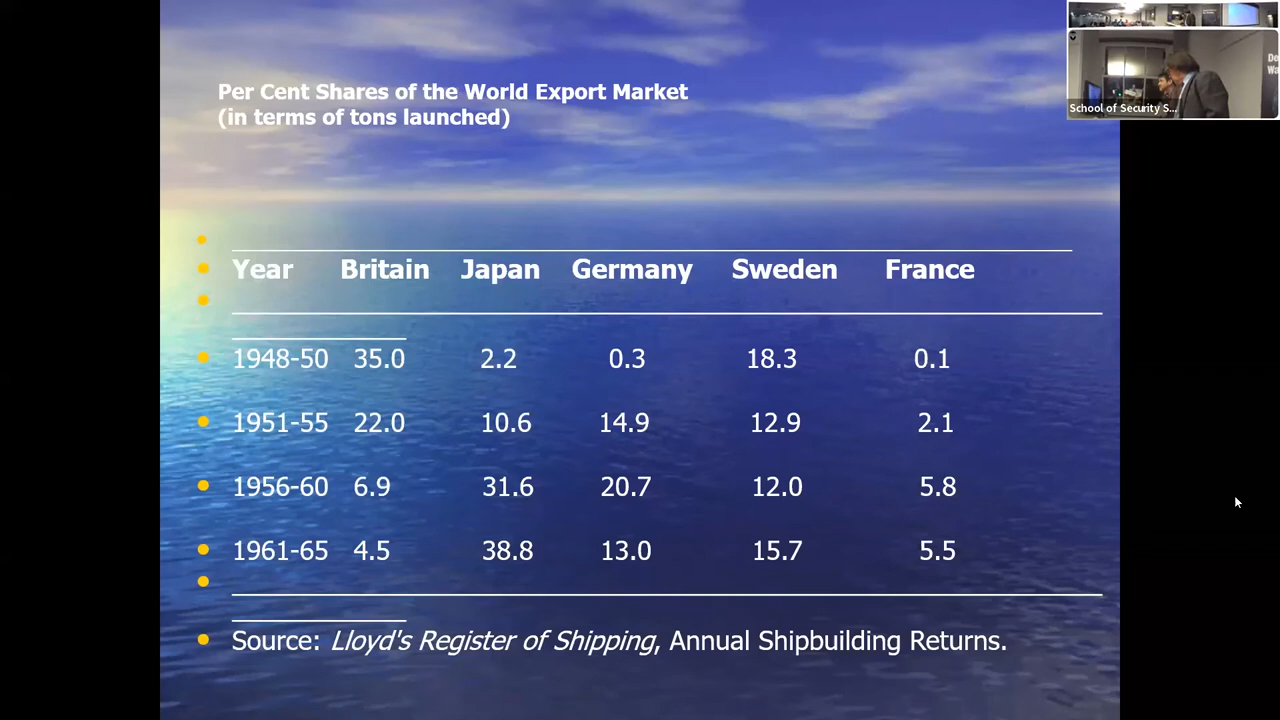 Per Cent Shares of the World Export Market
(in terms of tons launched)
Year Britain Japan Germany Sweden France
1948-50 35.0 2.2 0.3 18.3 0.1
1951-55 22.0 10.6 14.9 12.9 2.1
1956-60 6.9 31.6 20.7 12.0 5.8
1961-65 4.5 38.8 13.0 15.7 5.5
Source: Lloyd's Register of Shipping, Annual Shipbuilding Returns.
School of Security S...